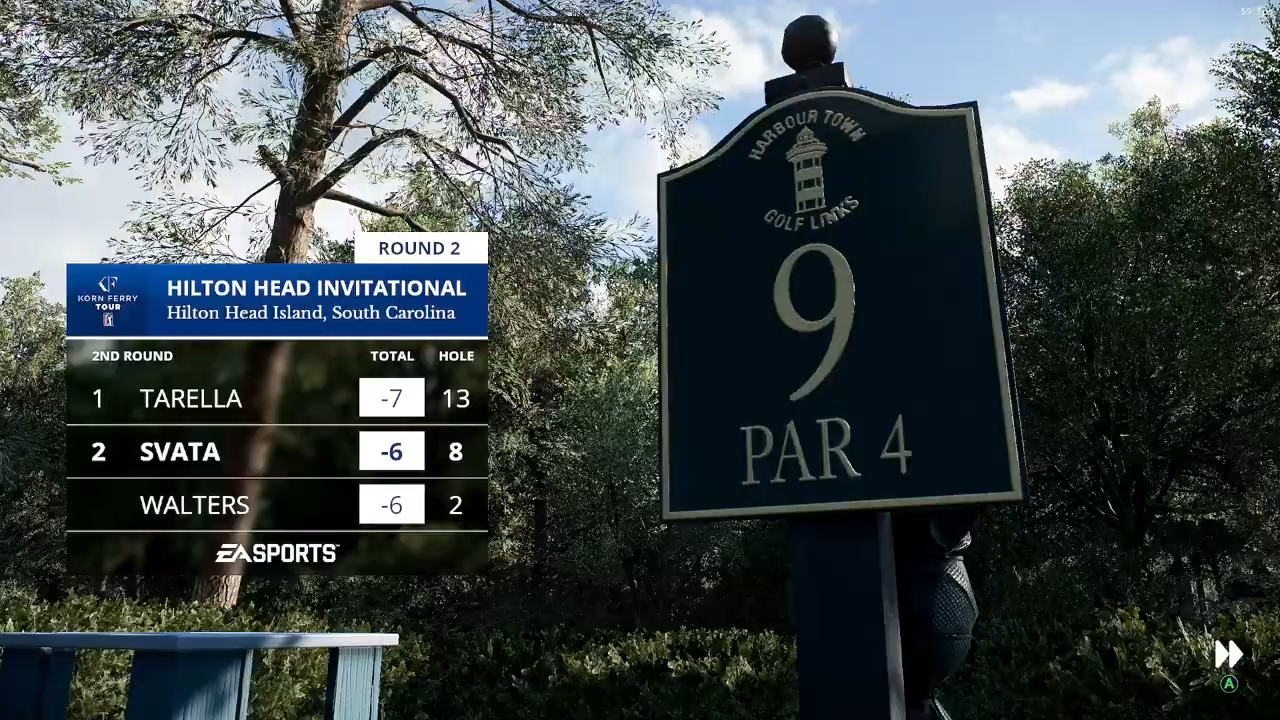 59
ROUND 2
KORN FERRY
TOUR
HILTON HEAD INVITATIONAL
Hilton Head Island, South Carolina
2ND ROUND TOTAL HOLE
1 TARELLA -7 13
2 SVATA -6 8
WALTERS -6 2
EA SPORTS
HARBOUR TOWN
GOLF LINKS
9
PAR 4
A